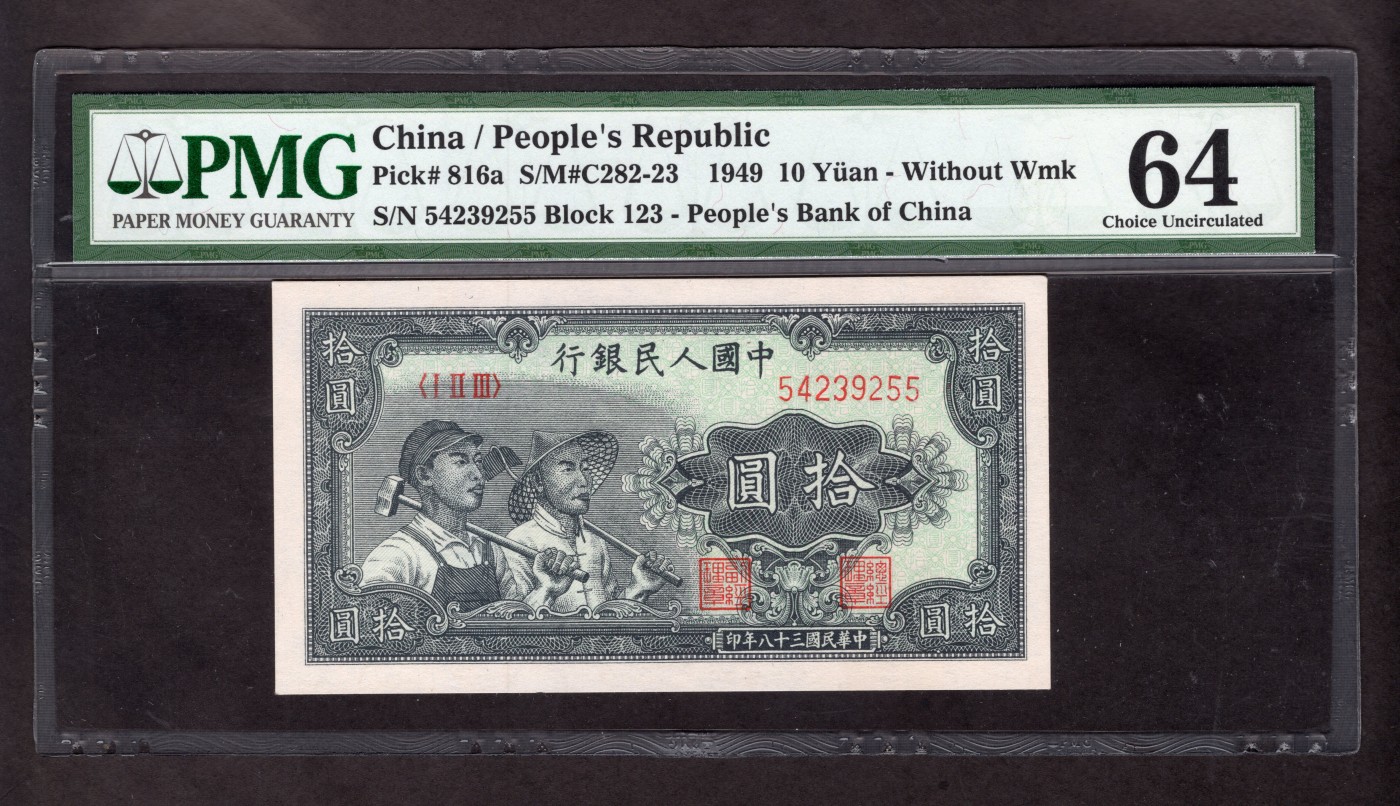 PMG
PAPER MONEY GUARANTY
China / People's Republic
Pick# 816a S/M#C282-23 1949 10 Yüan - Without Wmk
S/N 54239255 Block 123 - People's Bank of China
64
Choice Uncirculated
中國人民銀行
拾圓
拾圓
〈I II III〉
54239255
拾圓
拾圓
拾圓
中華民國三十八年印